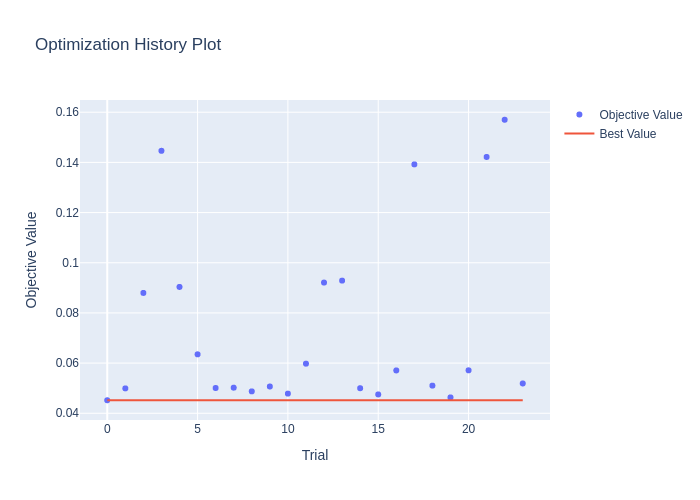 Optimization History Plot
Objective Value
Best Value
0.16
0.14
0.12
0.1
0.08
0.06
0.04
Objective Value
0
5
10
15
20
Trial